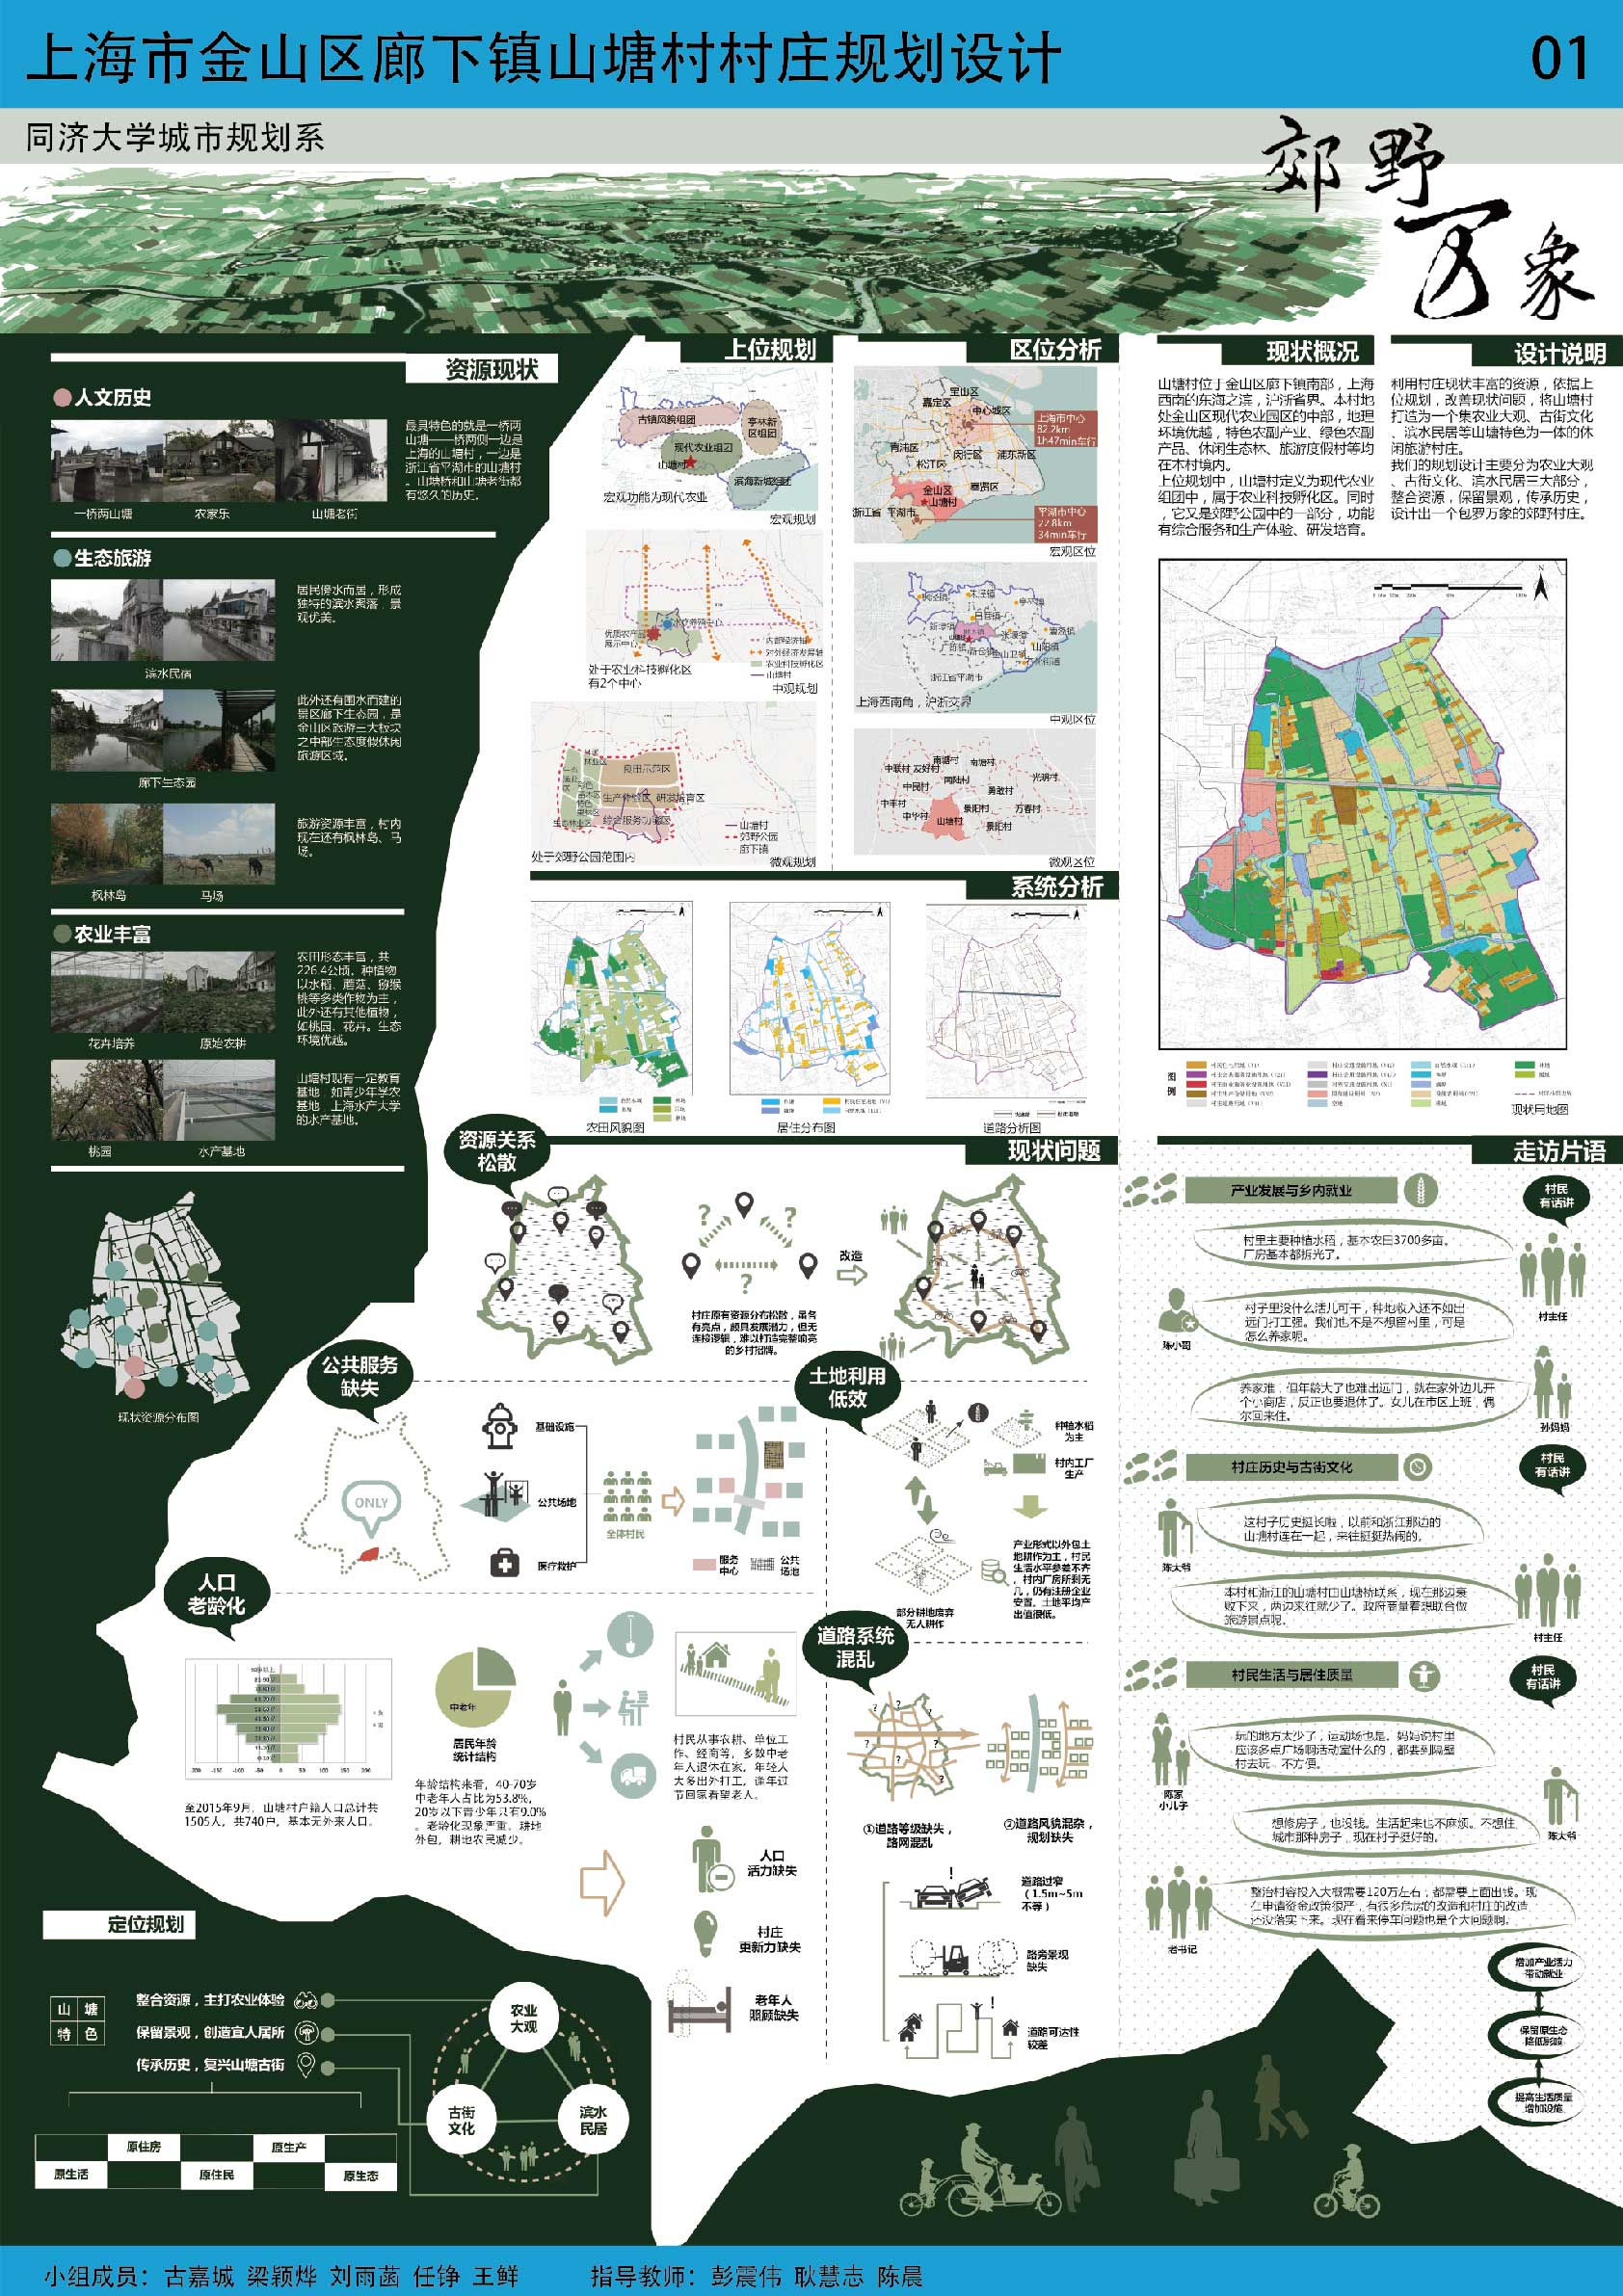 上海市金山区廊下镇山塘村村庄规划设计
01
同济大学城市规划系
郊野万象
资源现状
人文历史
最具特色的就是一桥两
山塘——桥两侧一边是
上海的山塘村，一边是
浙江省平湖市的山塘村
。山塘桥和山塘老街都
有悠久的历史。
一桥两山塘
农家乐
山塘老街
生态旅游
居民傍水而居，形成
独特的滨水聚落，景
观优美。
滨水民宿
此外还有围水而建的
景区廊下生态园，是
金山区旅游三大板块
之中部生态度假休闲
旅游区域。
廊下生态园
旅游资源丰富，村内
现在还有枫林岛、马
场。
枫林岛
马场
农业丰富
农田形态丰富，共
226.4公顷。种植物
以水稻、蘑菇、猕猴
桃等多类作物为主，
此外还有其他植物，
如桃园、花卉。生态
环境优越。
花卉培养
原始农耕
山塘村现有一定教育
基地，如青少年学农
基地，上海水产大学
的水产基地。
桃园
水产基地
现状资源分布图
上位规划
古镇风貌组团
亭林新
区组团
现代农业组团
山塘村
滨海新城组团
宏观功能为现代农业
宏观规划
优质农产品
展示中心
内部经济轴
对外经济发展轴
农业科技孵化区
山塘村
处于农业科技孵化区
有2个中心
中观规划
良田示范区
生产体验区
研发培育区
综合服务功能区
生态林业区
山塘村
郊野公园
廊下镇
处于郊野公园范围内
微观规划
区位分析
宝山区
嘉定区
中心城区
上海市中心
82.2km
1h47min车行
青浦区
闵行区
浦东新区
松江区
金山区
奉贤区
山塘村
浙江省 平湖市
平湖市中心
22.8km
34min车行
宏观区位
浙江省平湖市
上海西南角，沪浙交界
中观区位
南塘村
中联村
友好村
南塘村
光明村
中民村
勇敢村
中丰村
景阳村
万春村
中华村
山塘村
景阳村
微观区位
系统分析
农田风貌图
居住分布图
道路分析图
现状概况
山塘村位于金山区廊下镇南部，上海
西南的东海之滨，沪浙省界。本村地
处金山区现代农业园区的中部，地理
环境优越，特色农副产业、绿色农副
产品、休闲生态林、旅游度假村等均
在本村境内。
上位规划中，山塘村定义为现代农业
组团中，属于农业科技孵化区。同时
，它又是郊野公园中的一部分，功能
有综合服务和生产体验、研发培育。
设计说明
利用村庄现状丰富的资源，依据上
位规划，改善现状问题，将山塘村
打造为一个集农业大观、古街文化
、滨水民居等山塘特色为一体的休
闲旅游村庄。
我们的规划设计主要分为农业大观
、古街文化、滨水民居三大部分，
整合资源，保留景观，传承历史，
设计出一个包罗万象的郊野村庄。
图
例
现状用地图
现状问题
资源关系
松散
改造
村庄原有资源分布松散，虽各
有亮点，颇具发展潜力，但无
连接逻辑，难以打造完整响亮
的乡村招牌。
公共服务
缺失
ONLY
基础设施
公共场地
医疗救护
全体村民
服务
中心
公共
场地
土地利用
低效
种植水稻
为主
村内工厂
生产
产业形式以外包土
地耕作为主，村民
生活水平参差不齐
。村内厂房所剩无
几，仍有注册企业
安置。土地平均产
出值很低。
部分耕地废弃
无人耕作
人口
老龄化
-200 -150 -100 -50 0 50 100 150 200
至2015年9月，山塘村户籍人口总计共
1505人，共740户，基本无外来人口。
中老年
居民年龄
统计结构
年龄结构来看，40-70岁
中老年人占比为53.8%，
20岁以下青少年只有9.0%
。老龄化现象严重，耕地
外包，耕地农民减少。
村民从事农耕、单位工
作、经商等，多数中老
年人退休在家，年轻人
大多出外打工，逢年过
节回家看望老人。
人口
活力缺失
村庄
更新力缺失
老年人
照顾缺失
道路系统
混乱
①道路等级缺失，
路网混乱
②道路风貌混杂，
规划缺失
道路过窄
（1.5m~5m
不等）
路旁景观
缺失
道路可达性
较差
走访片语
产业发展与乡内就业
村民
有话讲
村里主要种植水稻，基本农田3700多亩。
厂房基本都拆光了。
村主任
村子里没什么活儿可干，种地收入还不如出
远门打工强。我们也不是不想留村里，可是
怎么养家呢。
陈小哥
养家难，但年龄大了也难出远门，就在家外边儿开
个小商店，反正也要退休了。女儿在市区上班，偶
尔回来住。
孙妈妈
村庄历史与古街文化
村民
有话讲
这村子历史挺长啦，以前和浙江那边的
山塘村连在一起，来往挺热闹的。
陈大爷
本村和浙江的山塘村由山塘桥联系，现在那边衰
败下来，两边来往就少了。政府商量着想联合做
旅游景点呢。
村主任
村民生活与居住质量
村民
有话讲
玩的地方太少了，运动场也是。妈妈说村里
应该多点广场啊活动室什么的，都要到隔壁
村去玩，不方便。
陈家
小儿子
想修房子，也没钱。生活起来也不麻烦。不想住
城市那种房子，现在村子挺好的。
陈大爷
整治村容投入大概需要120万左右，都需要上面出钱。现
在申请资金政策很严，有很多危房的改造和村庄的改造
还没落实下来。现在看来停车问题也是个大问题啊。
老书记
增加产业活力
带动就业
保留原生态
降低影响
提高生活质量
增加设施
定位规划
山塘
特色
整合资源，主打农业体验
保留景观，创造宜人居所
传承历史，复兴山塘古街
原住房
原生产
原生活
原住民
原生态
农业
大观
古街
文化
滨水
民居
小组成员：古嘉城 梁颖烨 刘雨菡 任铮 王鲜
指导教师：彭震伟 耿慧志 陈晨